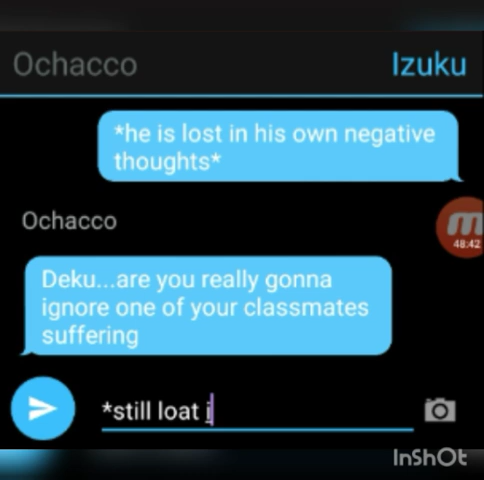 Ochacco Izuku
*he is lost in his own negative
thoughts*
Ochacco
m
48:42
Deku...are you really gonna
ignore one of your classmates
suffering
*still loat i
InShOt